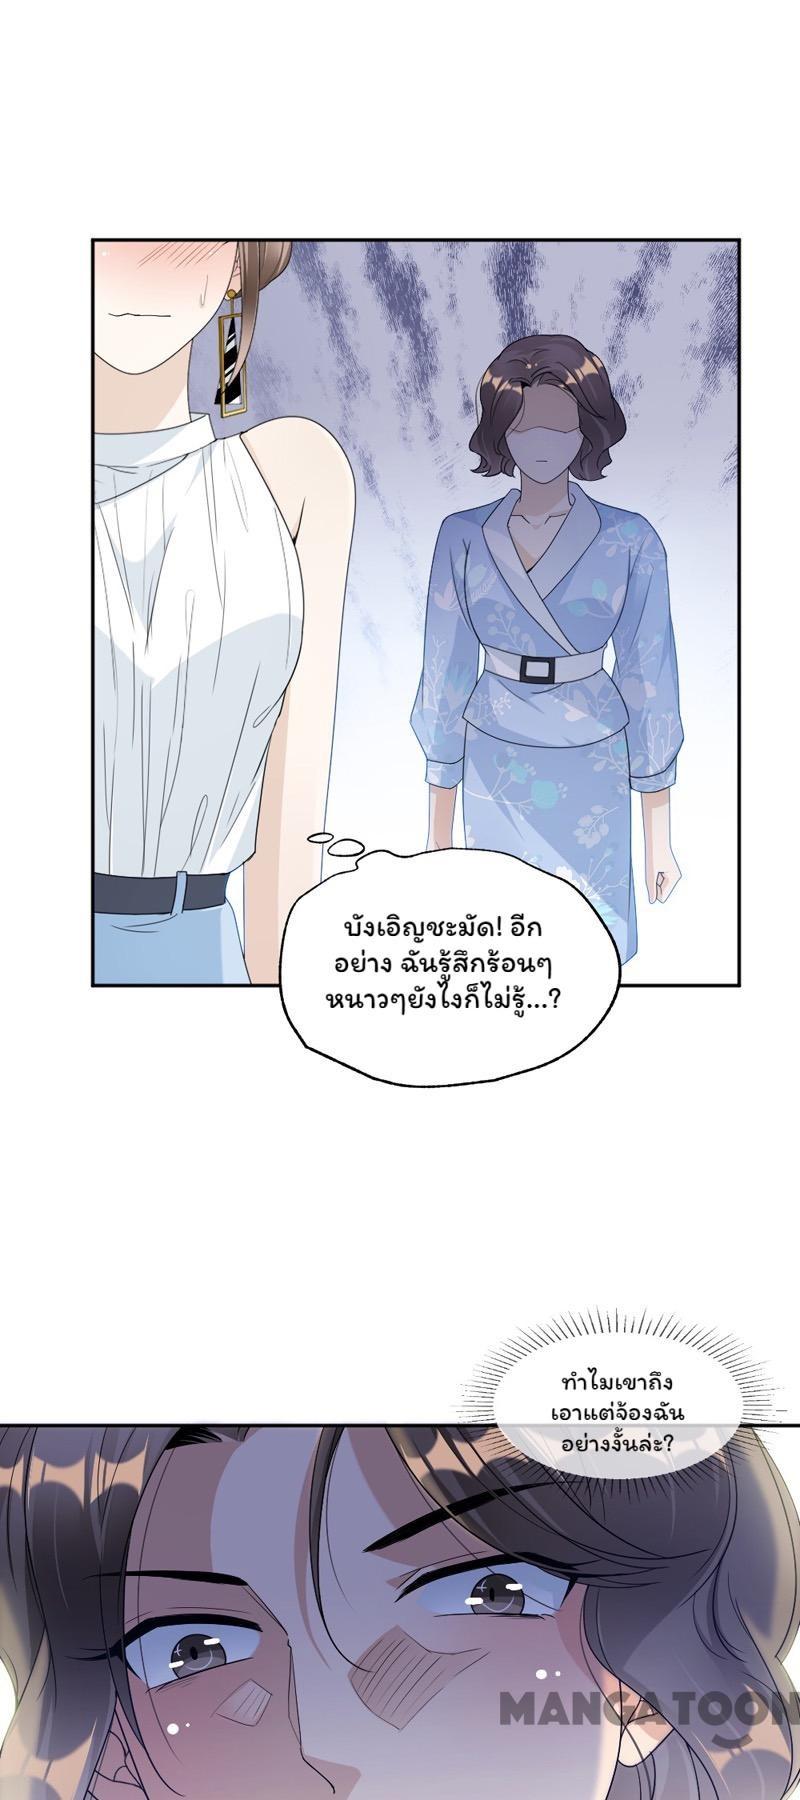 บังเอิญชะมัด! อีก
อย่าง ฉันรู้สึกร้อนๆ
หนาวๆยังไงก็ไม่รู้...?
ทำไมเขาถึง
เอาแต่จ้องฉัน
อย่างงั้นล่ะ?
MANGATOON